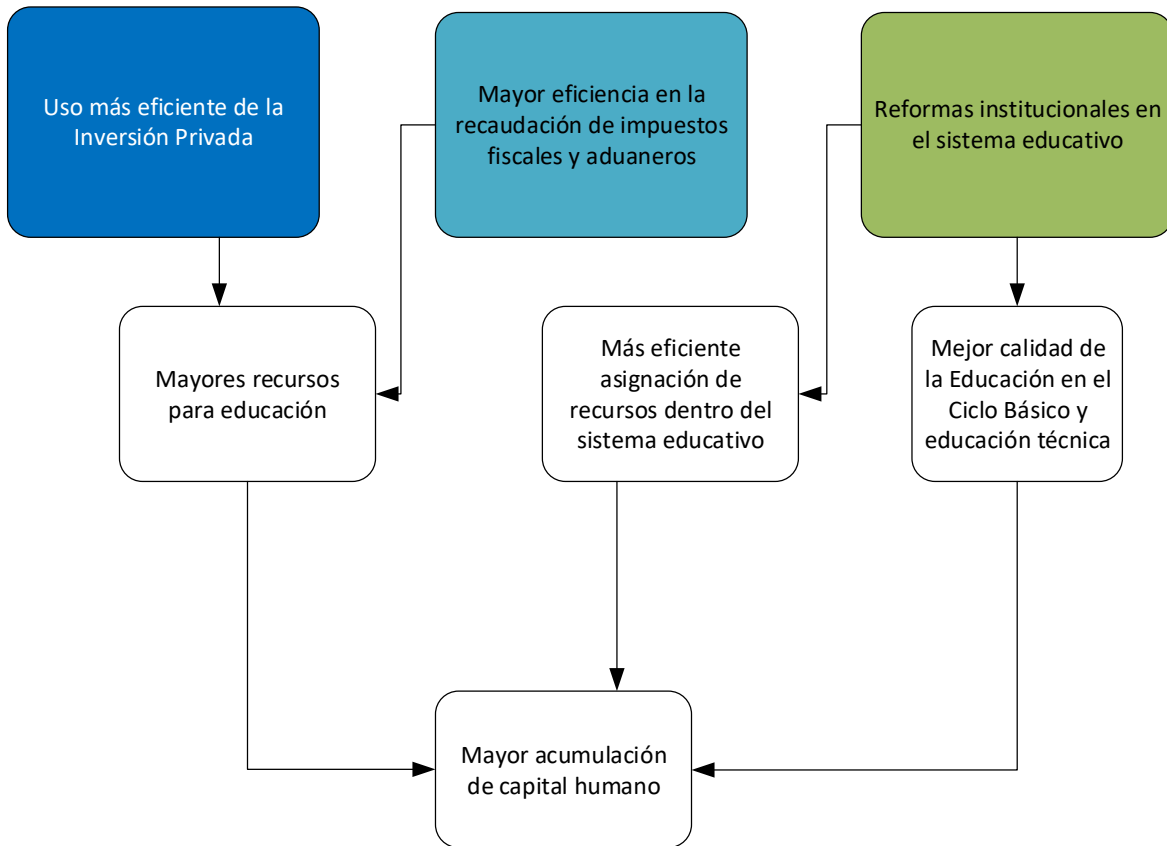 Uso más eficiente de la
Inversión Privada
Mayor eficiencia en la
recaudación de impuestos
fiscales y aduaneros
Reformas institucionales en
el sistema educativo
Mayores recursos
para educación
Más eficiente
asignación de
recursos dentro del
sistema educativo
Mejor calidad de
la Educación en el
Ciclo Básico y
educación técnica
Mayor acumulación
de capital humano